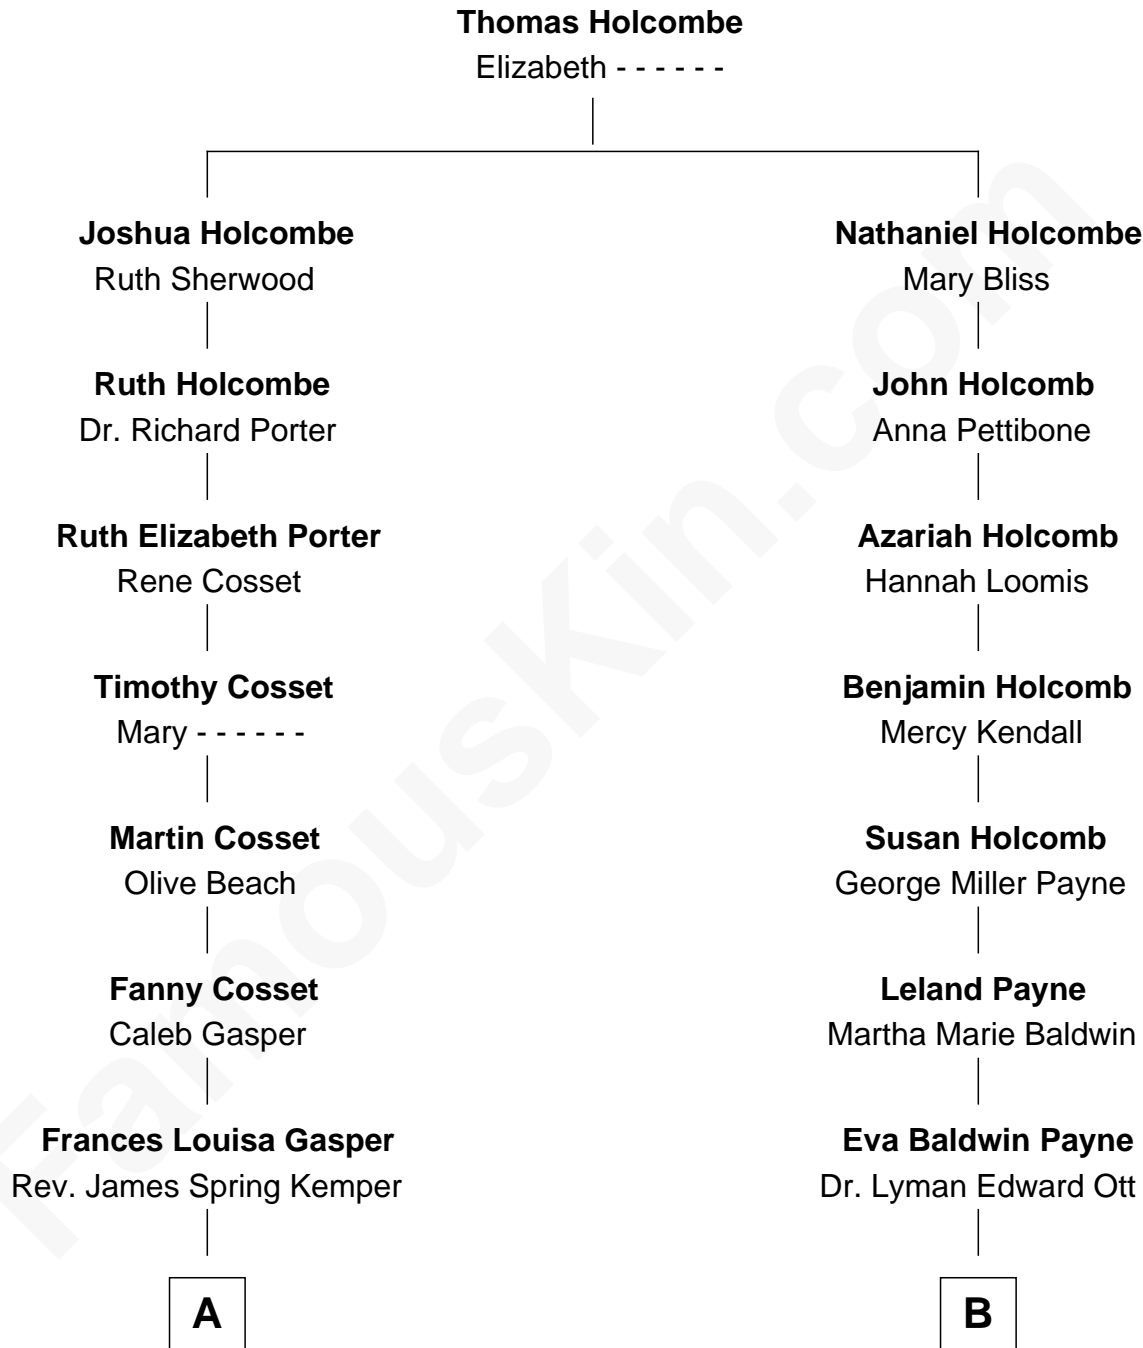 Thomas Holcombe
Elizabeth - - - - - -
Joshua Holcombe
Ruth Sherwood
Nathaniel Holcombe
Mary Bliss
Ruth Holcombe
Dr. Richard Porter
John Holcomb
Anna Pettibone
Ruth Elizabeth Porter
Rene Cosset
Azariah Holcomb
Hannah Loomis
Timothy Cosset
Mary - - - - - -
Benjamin Holcomb
Mercy Kendall
Martin Cosset
Olive Beach
Susan Holcomb
George Miller Payne
Fanny Cosset
Caleb Gasper
Leland Payne
Martha Marie Baldwin
Frances Louisa Gasper
Rev. James Spring Kemper
Eva Baldwin Payne
Dr. Lyman Edward Ott
A
B
FamousKin.com